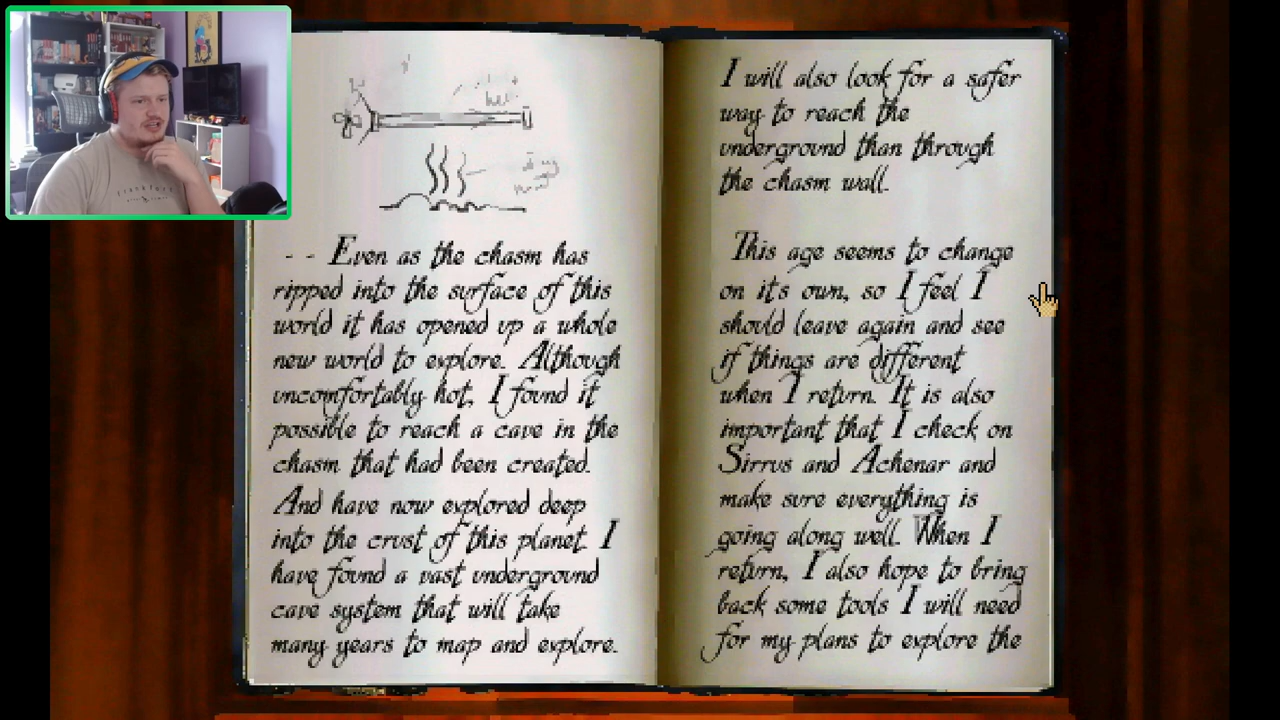 - - Even as the chasm has
ripped into the surface of this
world it has opened up a whole
new world to explore. Although
uncomfortably hot, I found it
possible to reach a cave in the
chasm that had been created.
And have now explored deep
into the crust of this planet. I
have found a vast underground
cave system that will take
many years to map and explore.
I will also look for a safer
way to reach the
underground than through
the chasm wall.
This age seems to change
on its own, so I feel I
should leave again and see
if things are different
when I return. It is also
important that I check on
Sirrus and Achenar and
make sure everything is
going along well. When I
return, I also hope to bring
back some tools I will need
for my plans to explore the